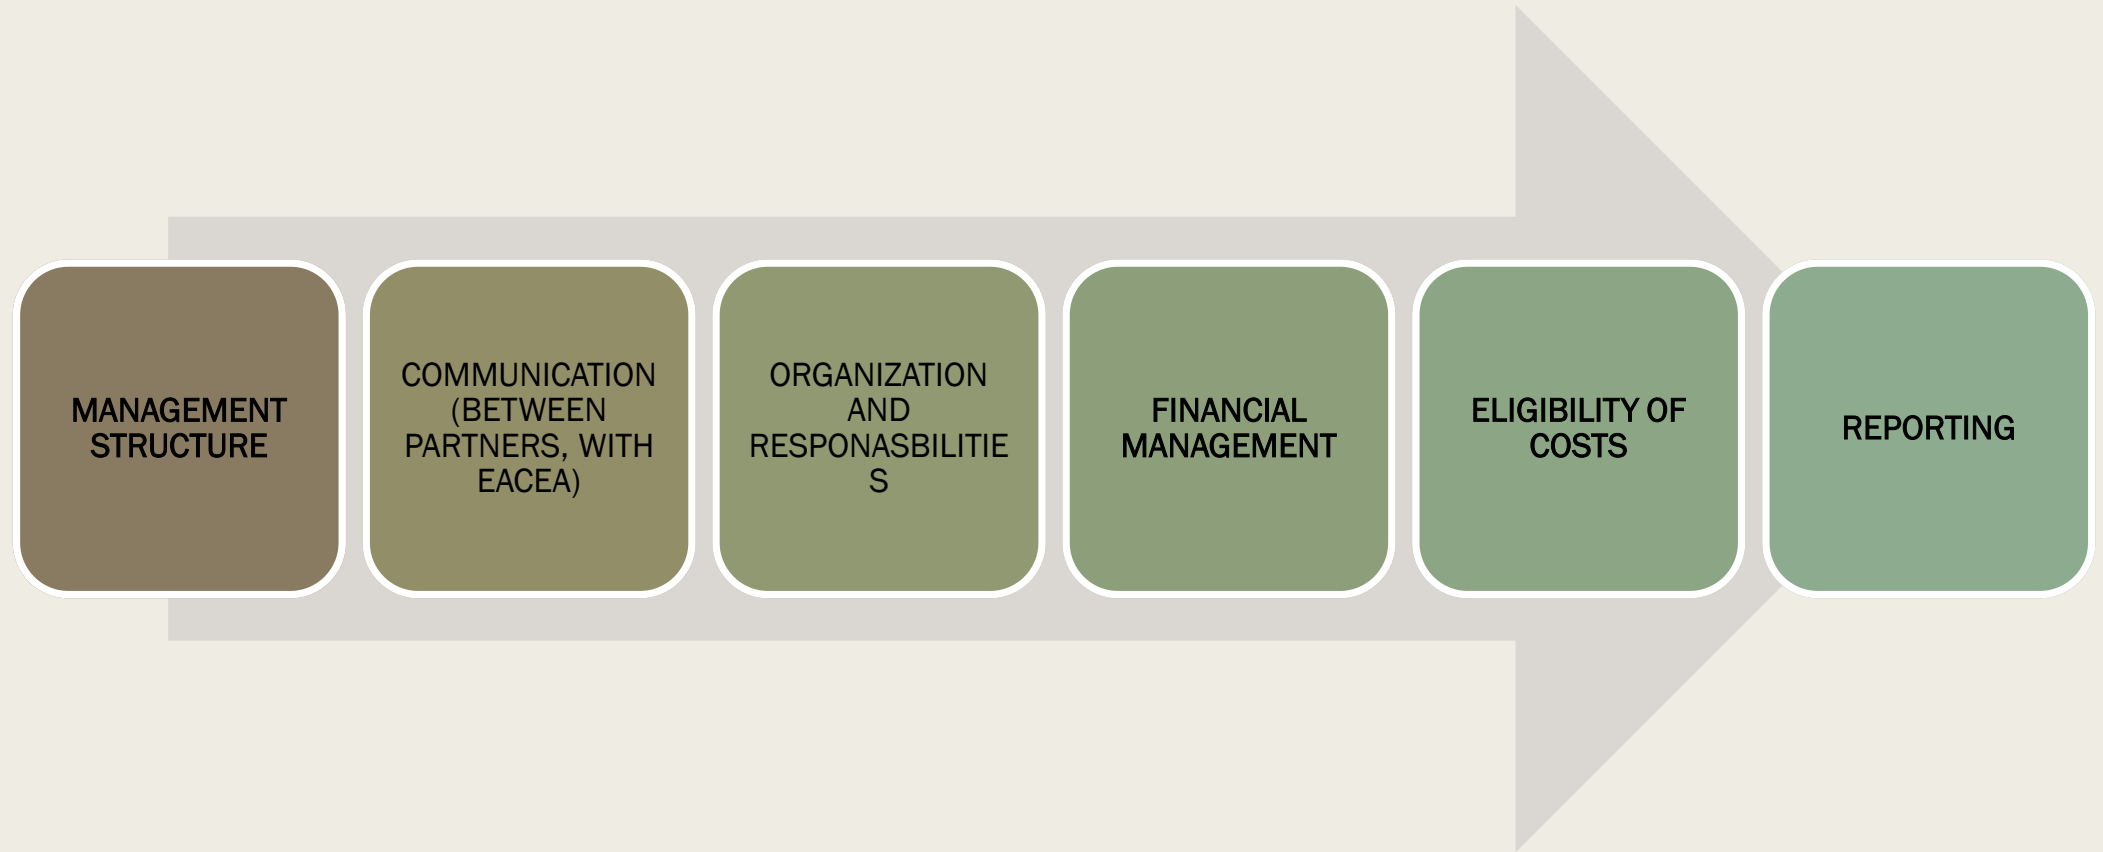 MANAGEMENT
STRUCTURE
COMMUNICATION
(BETWEEN
PARTNERS, WITH
EACEA)
ORGANIZATION
AND
RESPONASBILITIE
S
FINANCIAL
MANAGEMENT
ELIGIBILITY OF
COSTS
REPORTING